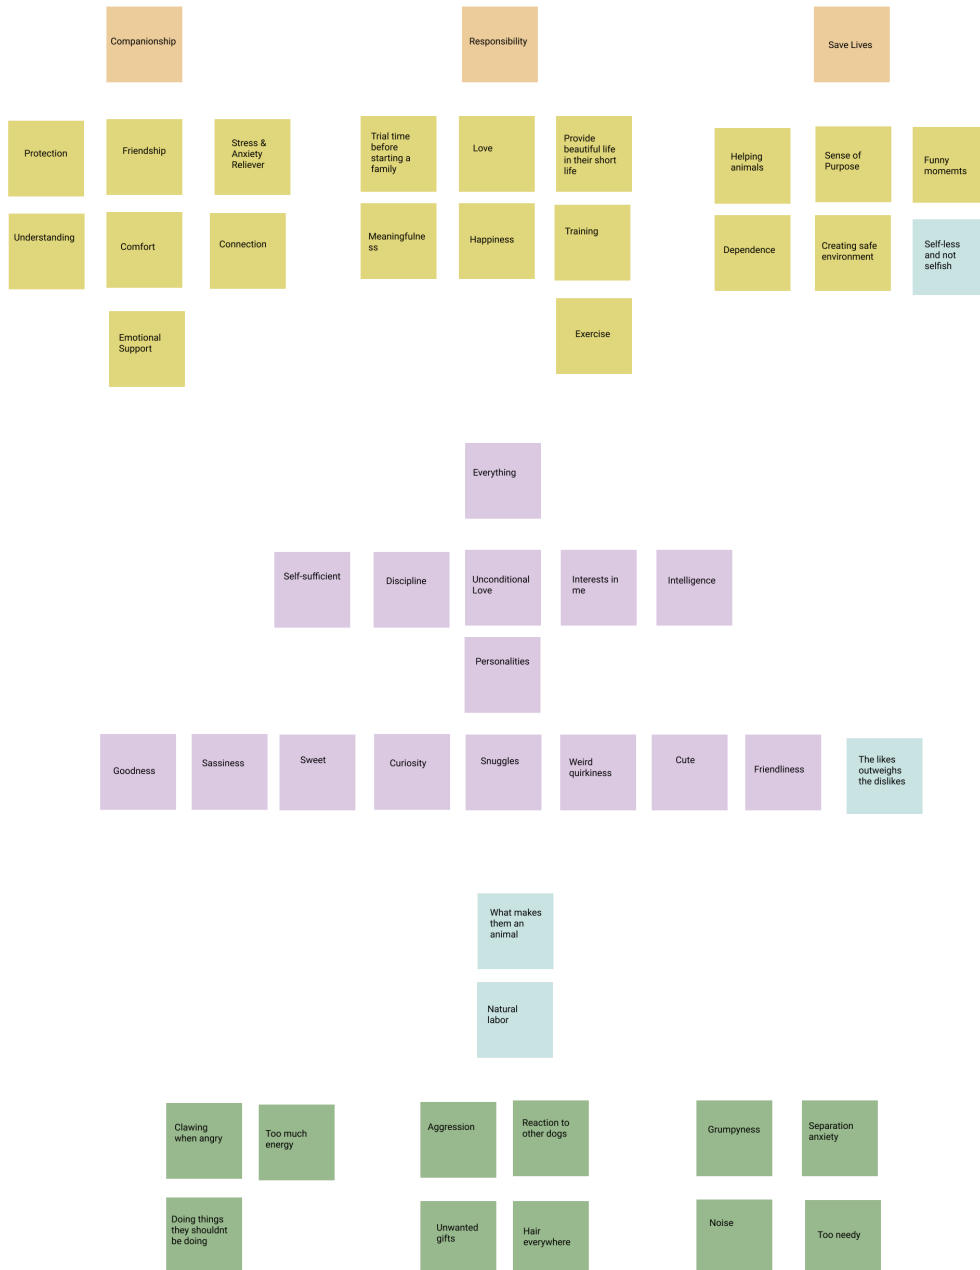 Companionship
Responsibility
Save Lives
Protection
Friendship
Stress &
Anxiety
Reliever
Understanding
Comfort
Connection
Emotional
Support
Trial time
before
starting a
family
Love
Provide
beautiful life
in their short
life
Meaningfulne
ss
Happiness
Training
Exercise
Helping
animals
Sense of
Purpose
Funny
momemts
Dependence
Creating safe
environment
Self-less
and not
selfish
Everything
Self-sufficient
Discipline
Unconditional
Love
Interests in
me
Intelligence
Personalities
Goodness
Sassiness
Sweet
Curiosity
Snuggles
Weird
quirkiness
Cute
Friendliness
The likes
outweighs
the dislikes
What makes
them an
animal
Natural
labor
Clawing
when angry
Too much
energy
Doing things
they shouldnt
be doing
Aggression
Reaction to
other dogs
Unwanted
gifts
Hair
everywhere
Grumpyness
Separation
anxiety
Noise
Too needy